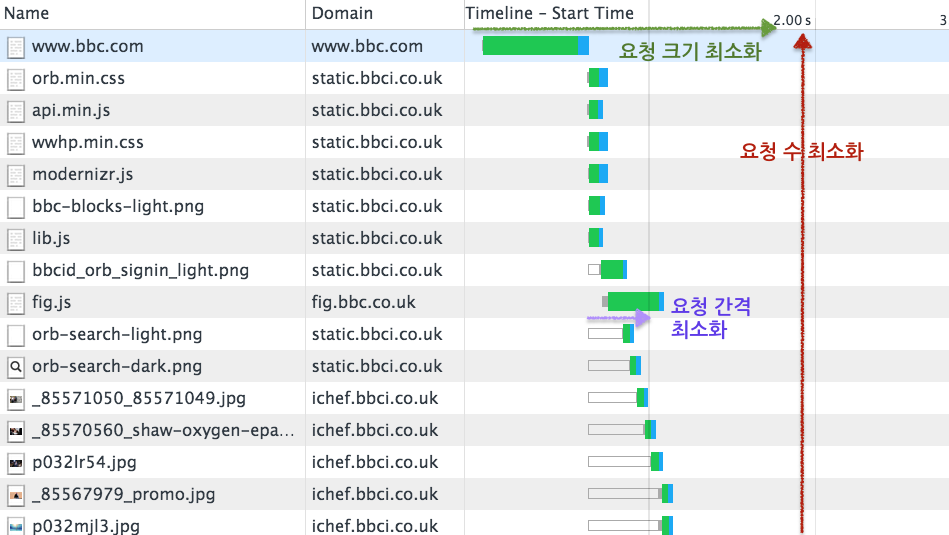 Name Domain Timeline – Start Time
2.00 s 3
www.bbc.com www.bbc.com
요청 크기 최소화
orb.min.css static.bbci.co.uk
api.min.js static.bbci.co.uk
wwhp.min.css static.bbci.co.uk
요청 수 최소화
modernizr.js static.bbci.co.uk
bbc-blocks-light.png static.bbci.co.uk
lib.js static.bbci.co.uk
bbcid_orb_signin_light.png static.bbci.co.uk
fig.js fig.bbc.co.uk
요청 간격
최소화
orb-search-light.png static.bbci.co.uk
orb-search-dark.png static.bbci.co.uk
_85571050_85571049.jpg ichef.bbci.co.uk
_85570560_shaw-oxygen-epa... ichef.bbci.co.uk
p032lr54.jpg ichef.bbci.co.uk
_85567979_promo.jpg ichef.bbci.co.uk
p032mjl3.jpg ichef.bbci.co.uk